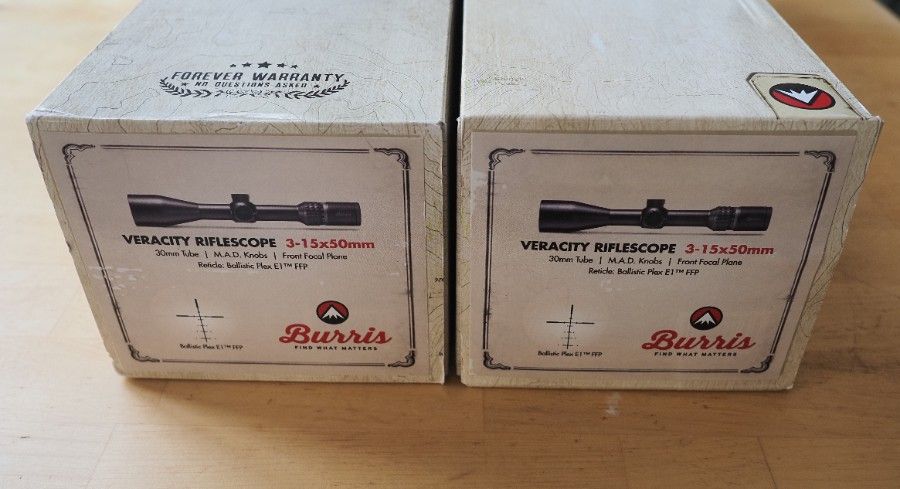 FOREVER WARRANTY
NO QUESTIONS ASKED
VERACITY RIFLESCOPE 3-15x50mm
30mm Tube | M.A.D. Knobs | Front Focal Plane
Reticle: Ballistic Plex E1™ FFP
Ballistic Plex E1™ FFP
Burris
FIND WHAT MATTERS
VERACITY RIFLESCOPE 3-15x50mm
30mm Tube | M.A.D. Knobs | Front Focal Plane
Reticle: Ballistic Plex E1™ FFP
Ballistic Plex E1™ FFP
Burris
FIND WHAT MATTERS